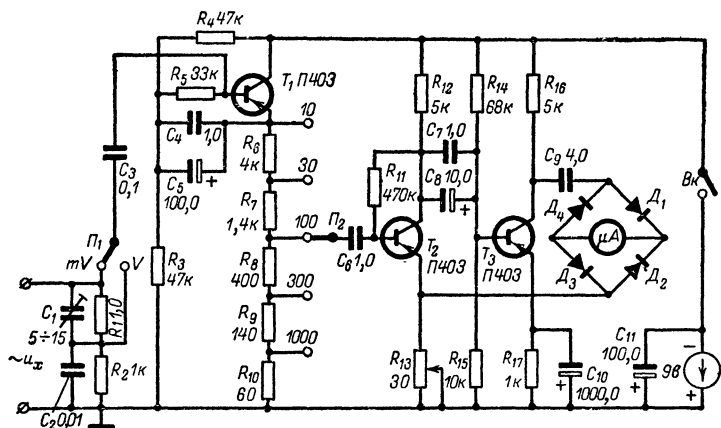 R4 47к
R5 33к
T1 П403
C4
1,0
10
R6
4к
C3
0,1
C5
100,0
+
30
R7
1,4к
R11
470к
R12
5к
C7 1,0
C8 10,0
+
R14
68к
R16
5к
C9 4,0
Д4
Д1
μA
Д3
Д2
Вк
П1
mV
V
100
П2
C6 1,0
T2
П403
T3
П403
R3
47к
R8
400
300
R9
140
1000
R10
60
C1
5÷15
R1 1,0
~uх
R2 1к
C2 0,01
R13
30
R15
10к
R17
1к
+
C10
1000,0
C11
100,0
+
9в
−
+